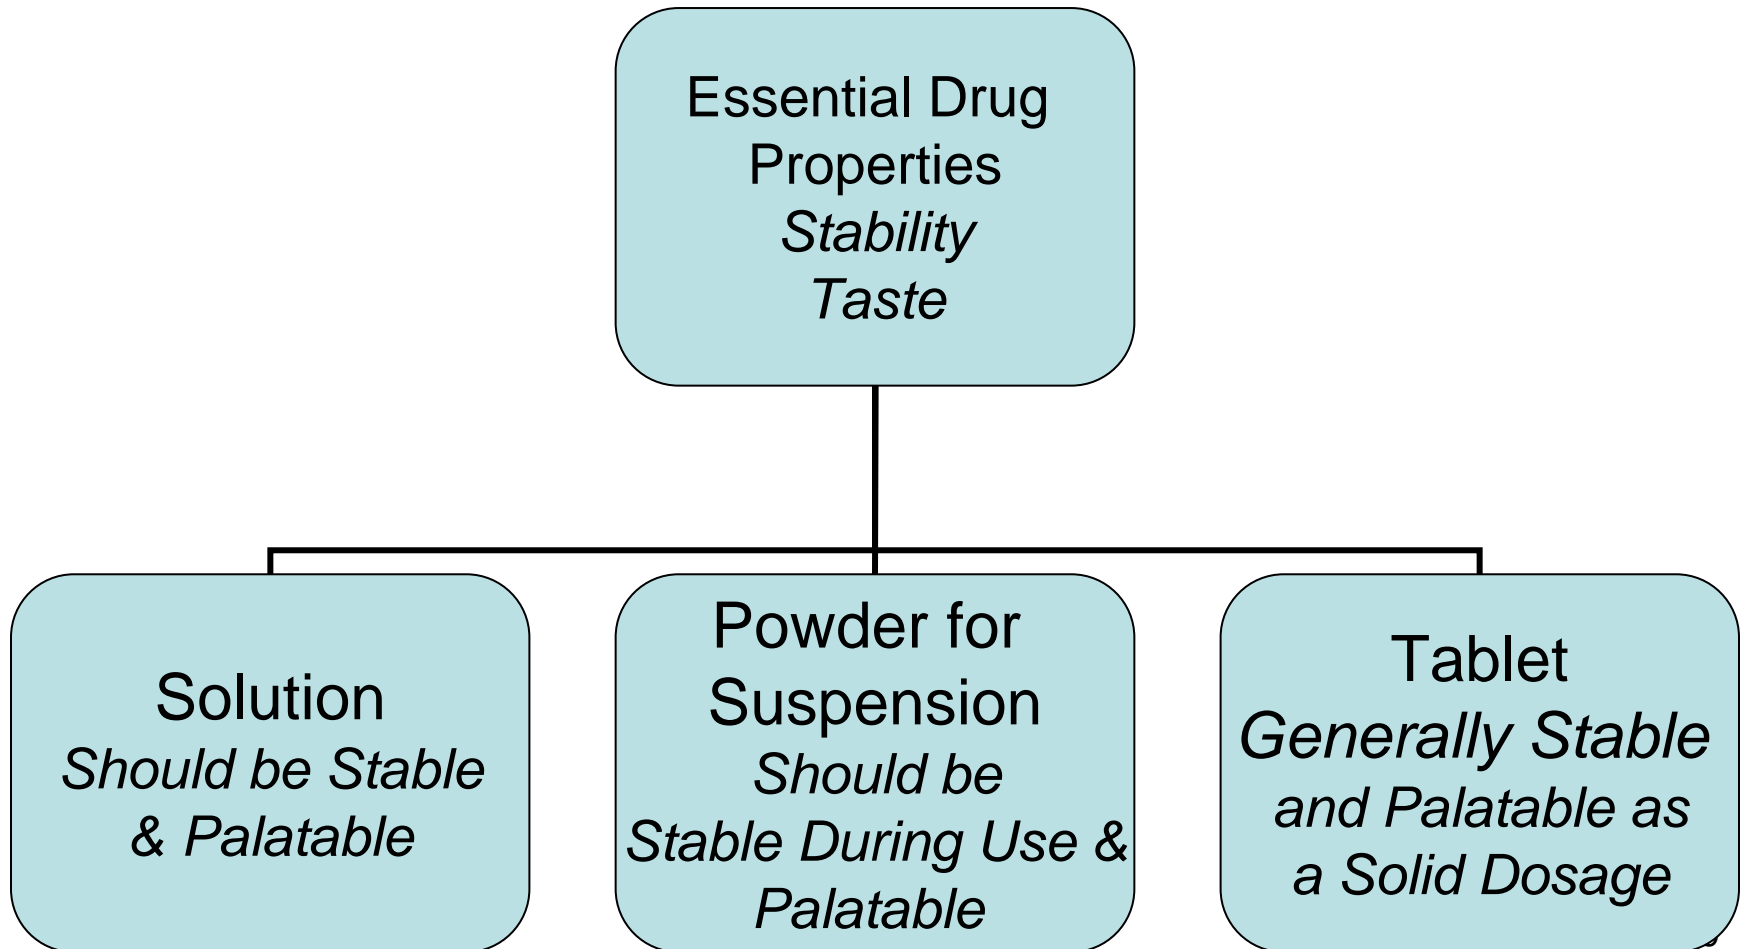 Essential Drug
Properties
Stability
Taste
Solution
Should be Stable
& Palatable
Powder for
Suspension
Should be
Stable During Use &
Palatable
Tablet
Generally Stable
and Palatable as
a Solid Dosage